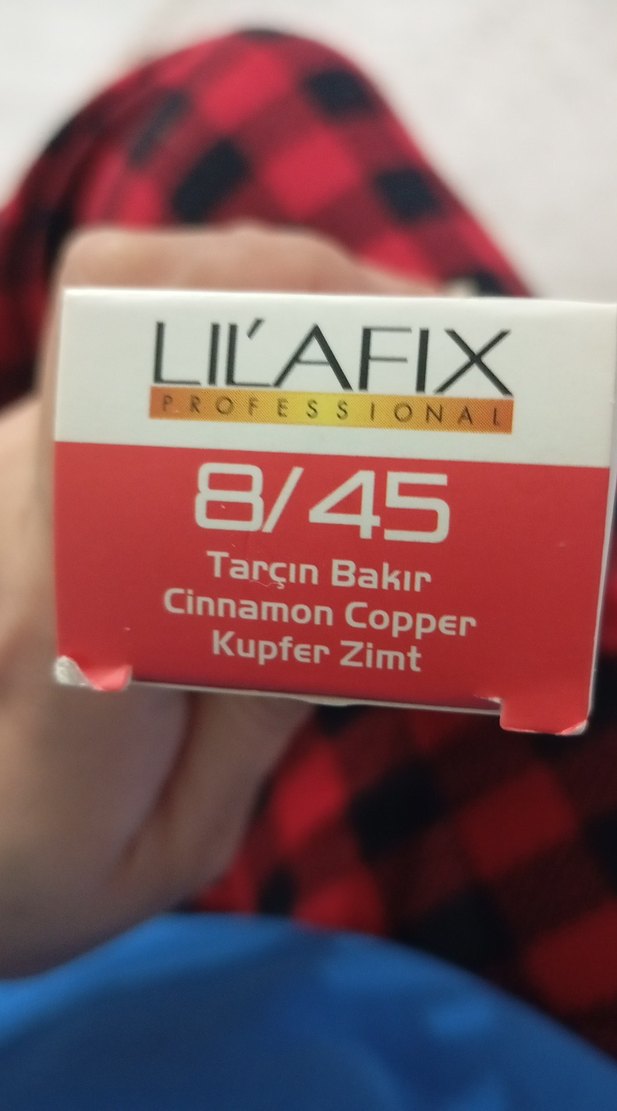 LIL'AFIX
PROFESSIONAL
8/45
Tarçın Bakır
Cinnamon Copper
Kupfer Zimt